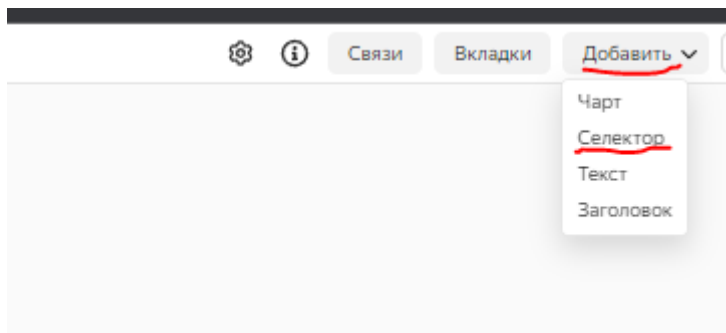 Связи Вкладки Добавить
Чарт
Селектор
Текст
Заголовок